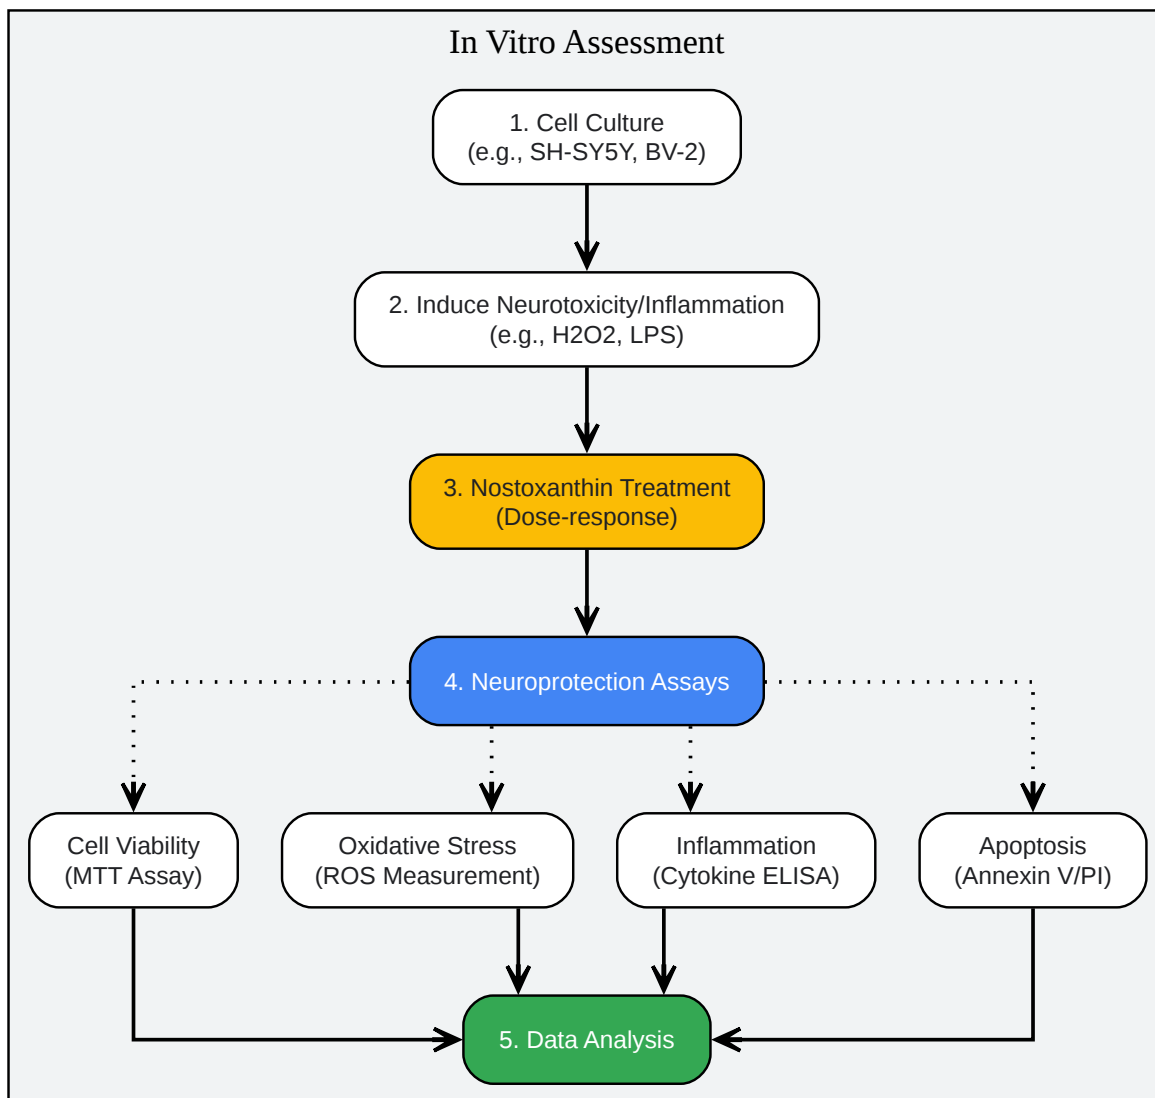 In Vitro Assessment
1. Cell Culture
(e.g., SH-SY5Y, BV-2)
2. Induce Neurotoxicity/Inflammation
(e.g., H2O2, LPS)
3. Nostoxanthin Treatment
(Dose-response)
4. Neuroprotection Assays
Cell Viability
(MTT Assay)
Oxidative Stress
(ROS Measurement)
Inflammation
(Cytokine ELISA)
Apoptosis
(Annexin V/PI)
5. Data Analysis